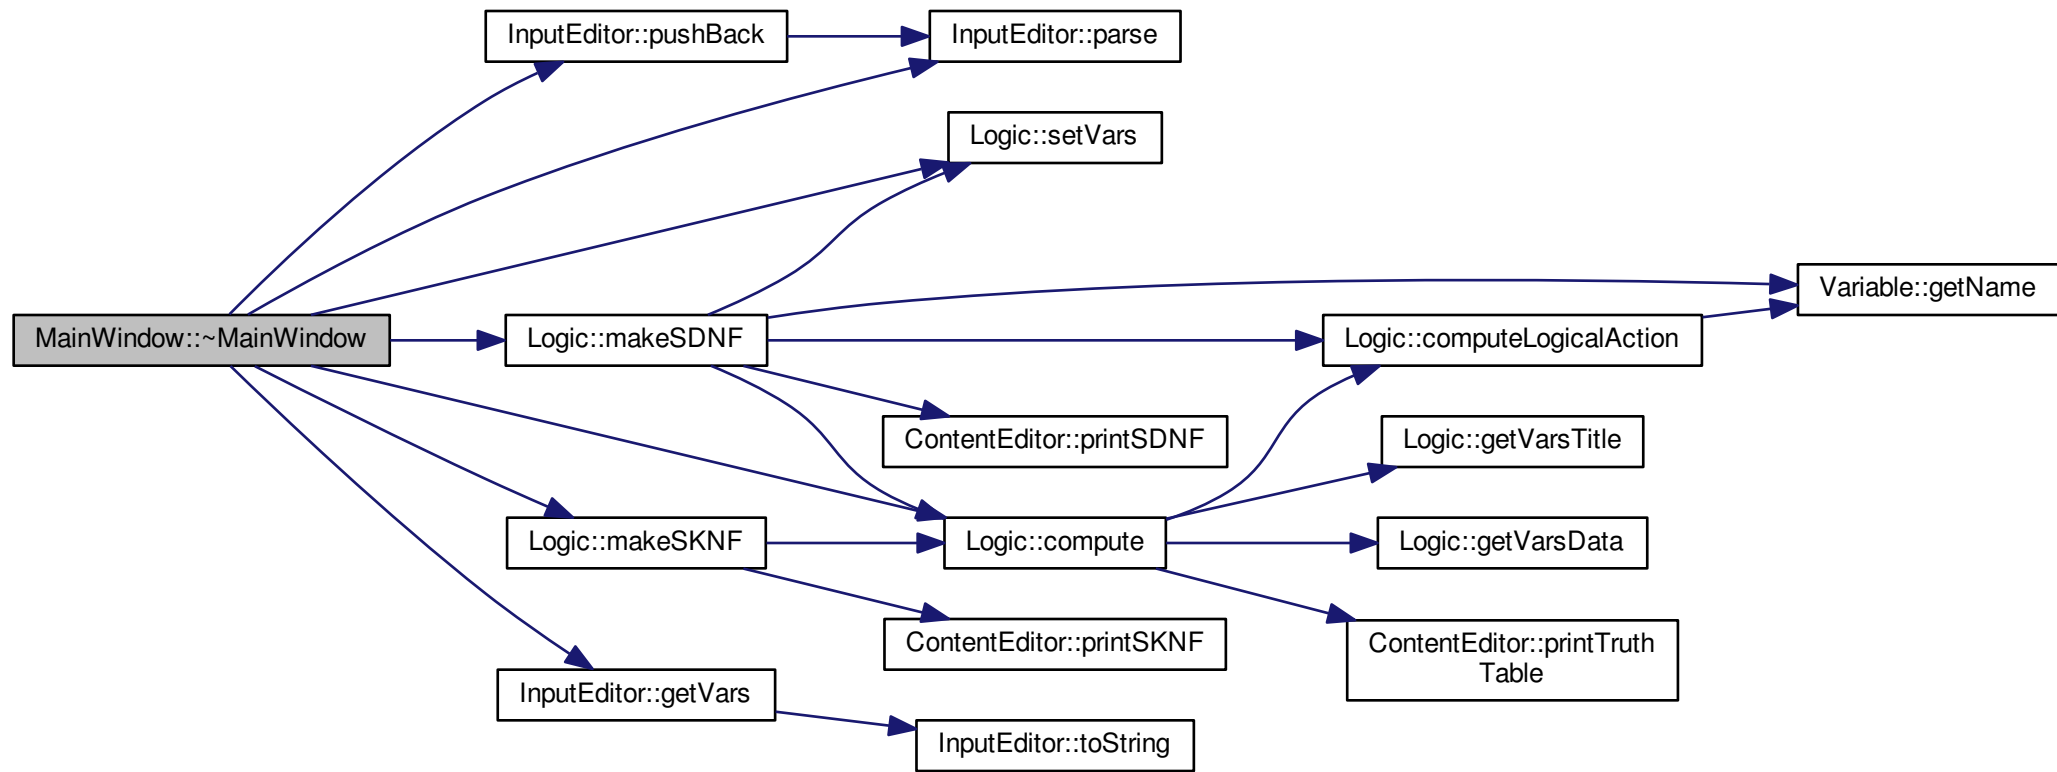 InputEditor::pushBack
InputEditor::parse
Logic::setVars
Variable::getName
MainWindow::~MainWindow
Logic::makeSDNF
Logic::computeLogicalAction
ContentEditor::printSDNF
Logic::getVarsTitle
Logic::makeSKNF
Logic::compute
Logic::getVarsData
ContentEditor::printSKNF
ContentEditor::printTruth
Table
InputEditor::getVars
InputEditor::toString